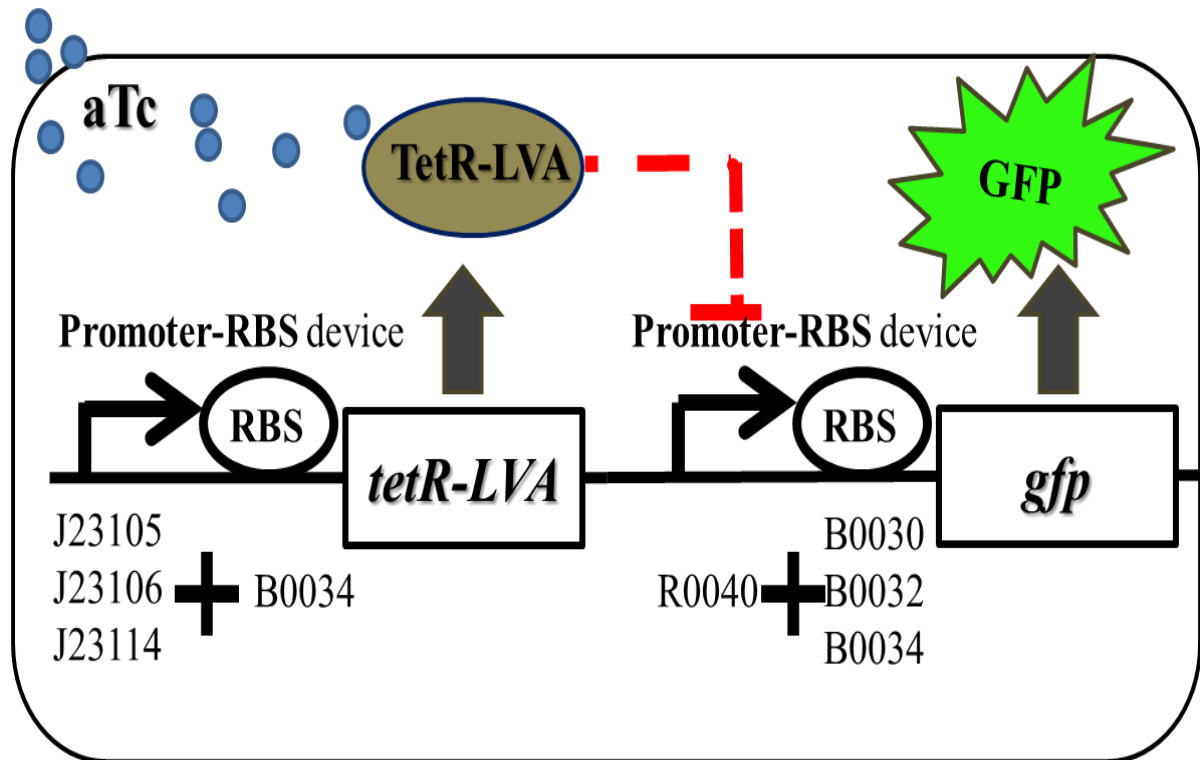 aTc
TetR-LVA
GFP
Promoter-RBS device
Promoter-RBS device
RBS
RBS
tetR-LVA
gfp
J23105
J23106
J23114
B0034
R0040
B0030
B0032
B0034